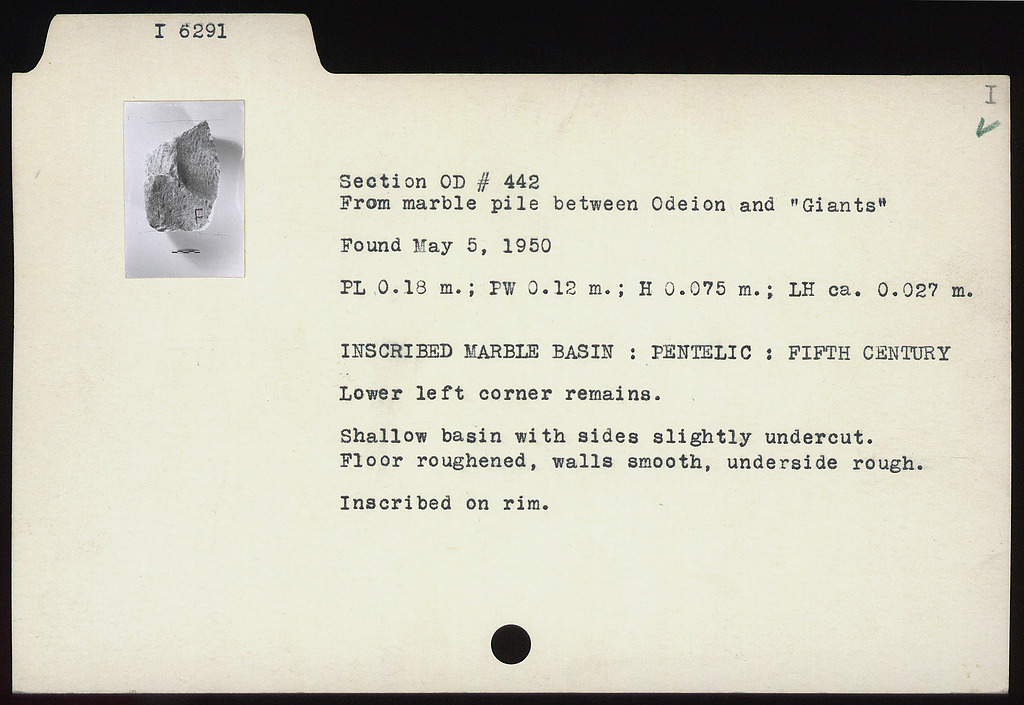 I 6291
I
Section OD # 442
From marble pile between Odeion and "Giants"
Found May 5, 1950
PL 0.18 m.; PW 0.12 m.; H 0.075 m.; LH ca. 0.027 m.
INSCRIBED MARBLE BASIN : PENTELIC : FIFTH CENTURY
Lower left corner remains.
Shallow basin with sides slightly undercut.
Floor roughened, walls smooth, underside rough.
Inscribed on rim.